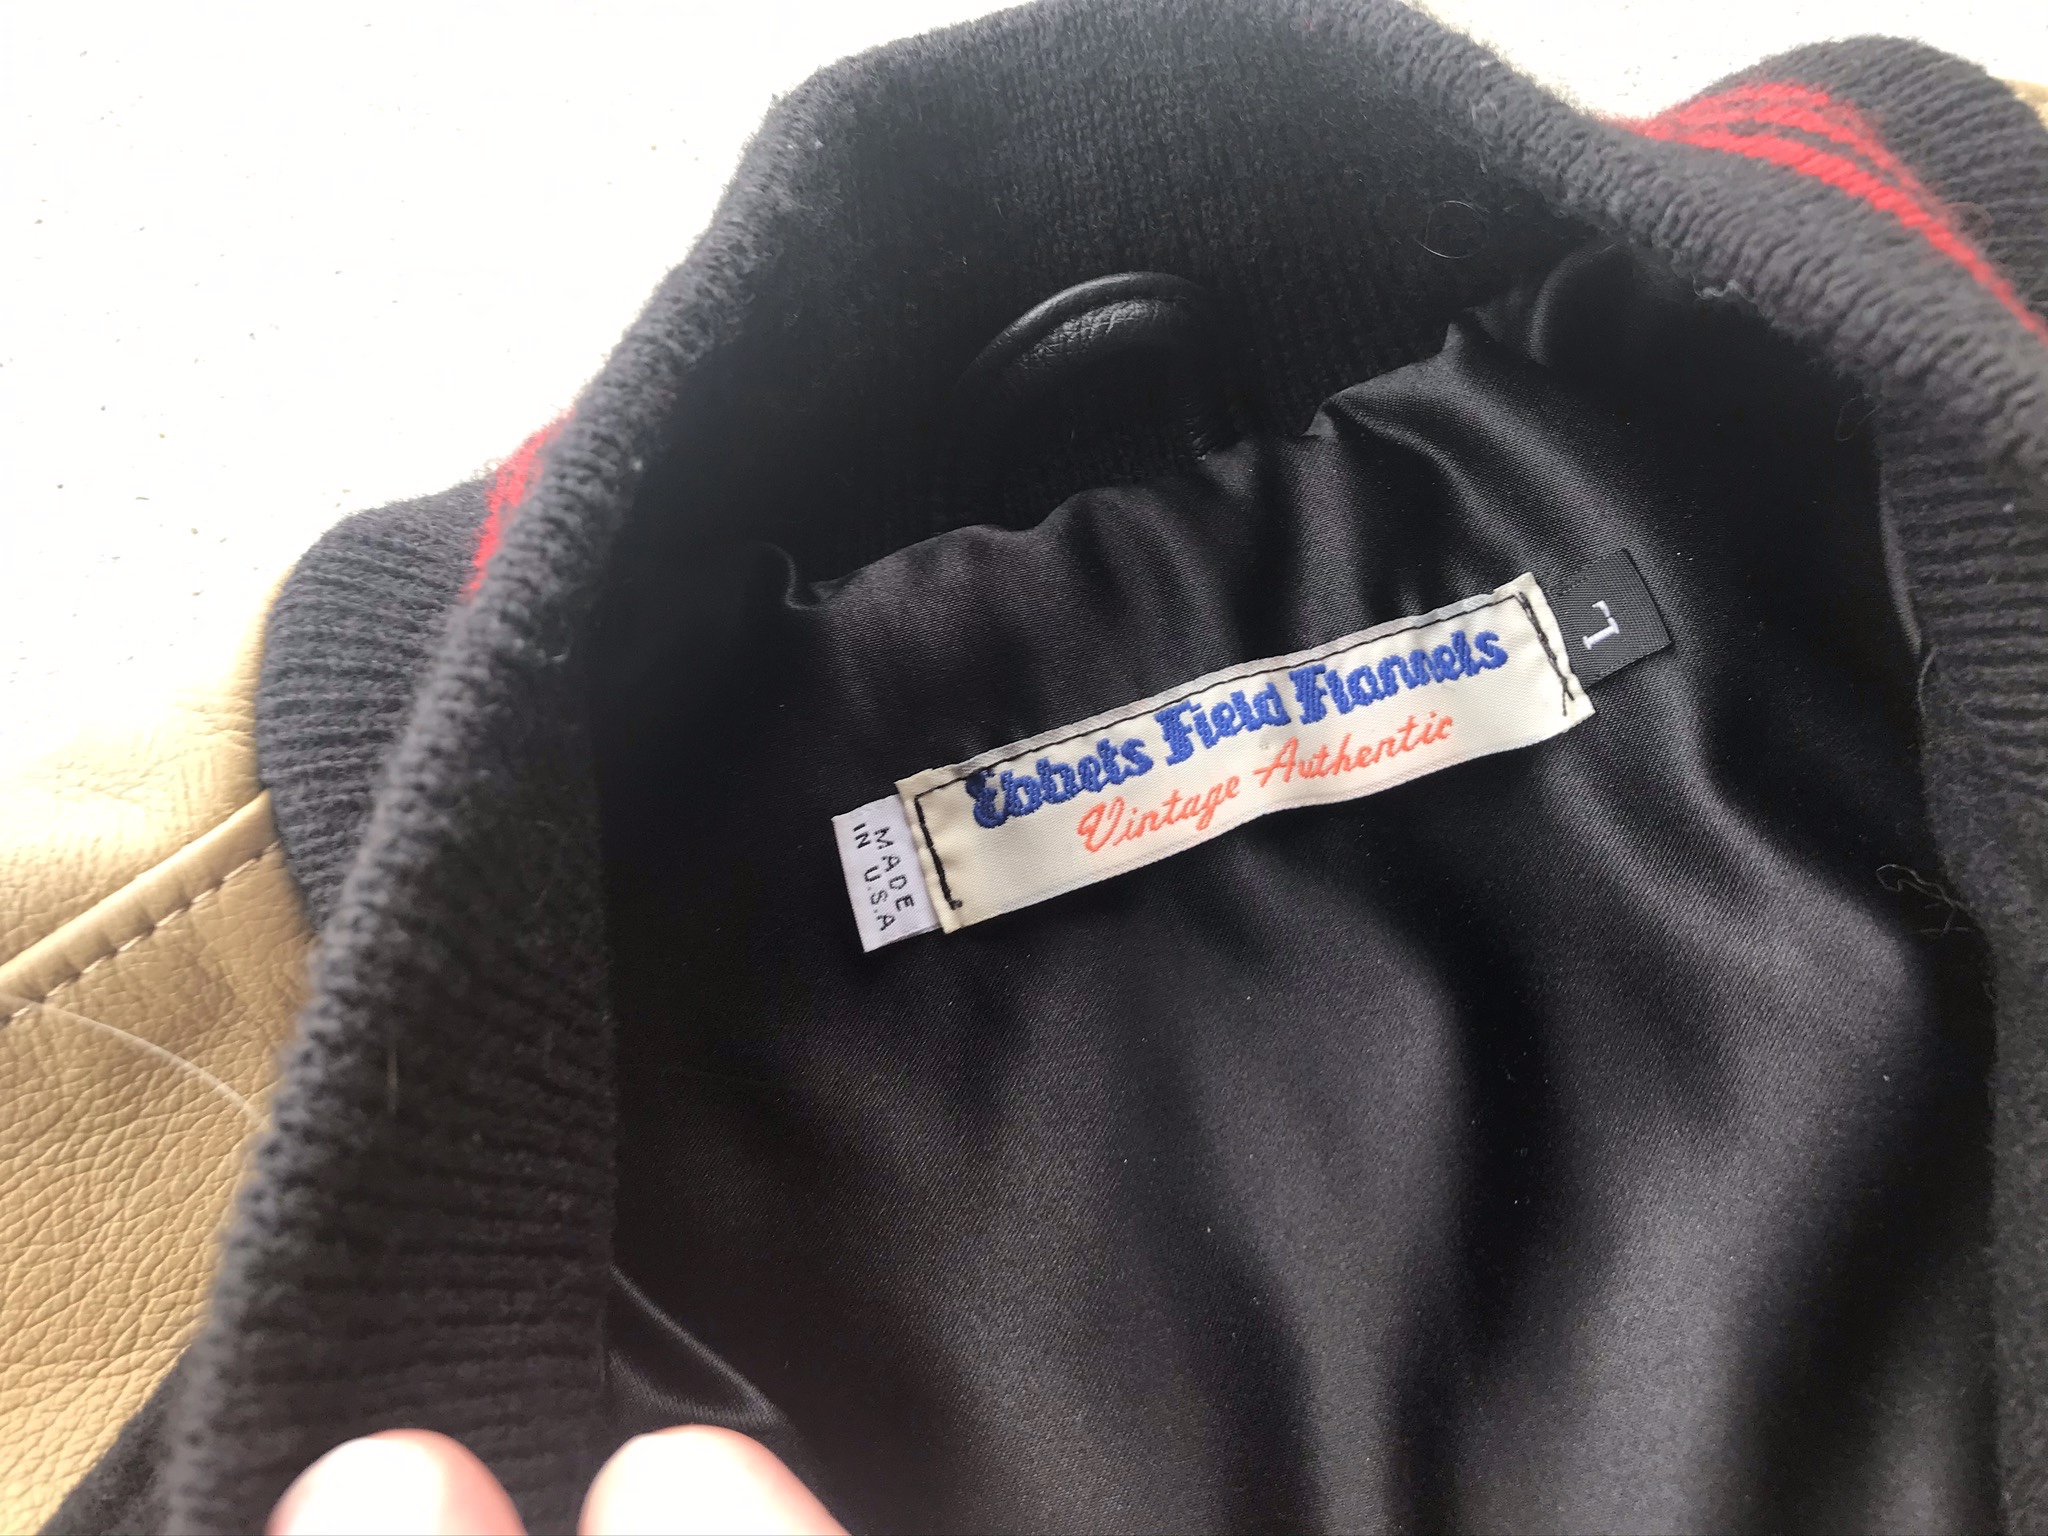 Ebbets Field Flannels
Vintage Authentic
MADE
IN U.S.A
L